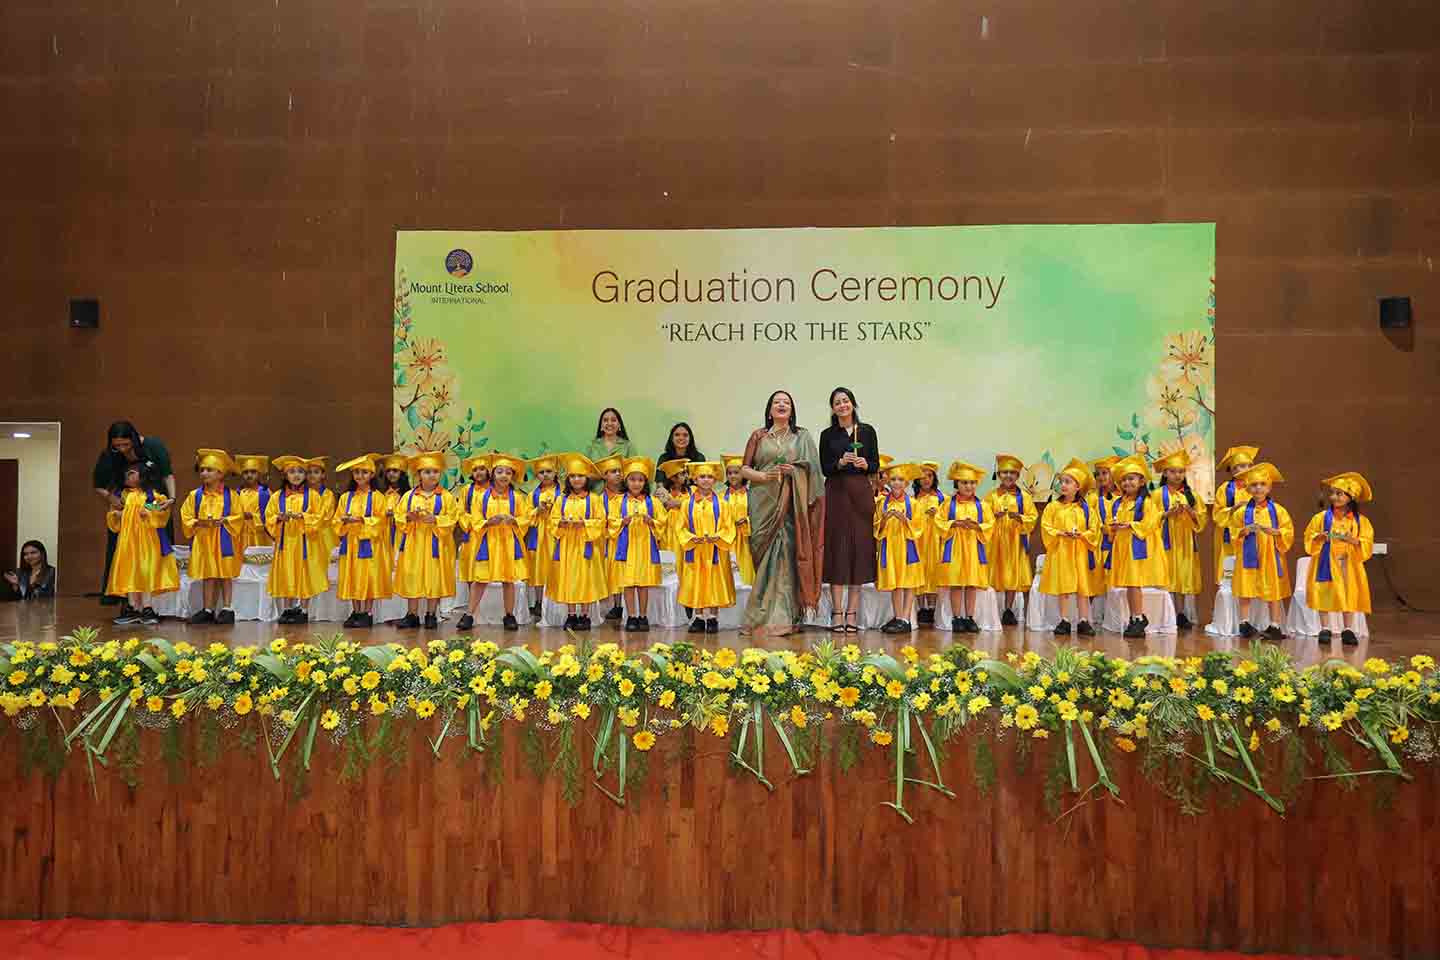 Mount Litera School
INTERNATIONAL
Graduation Ceremony
“REACH FOR THE STARS”